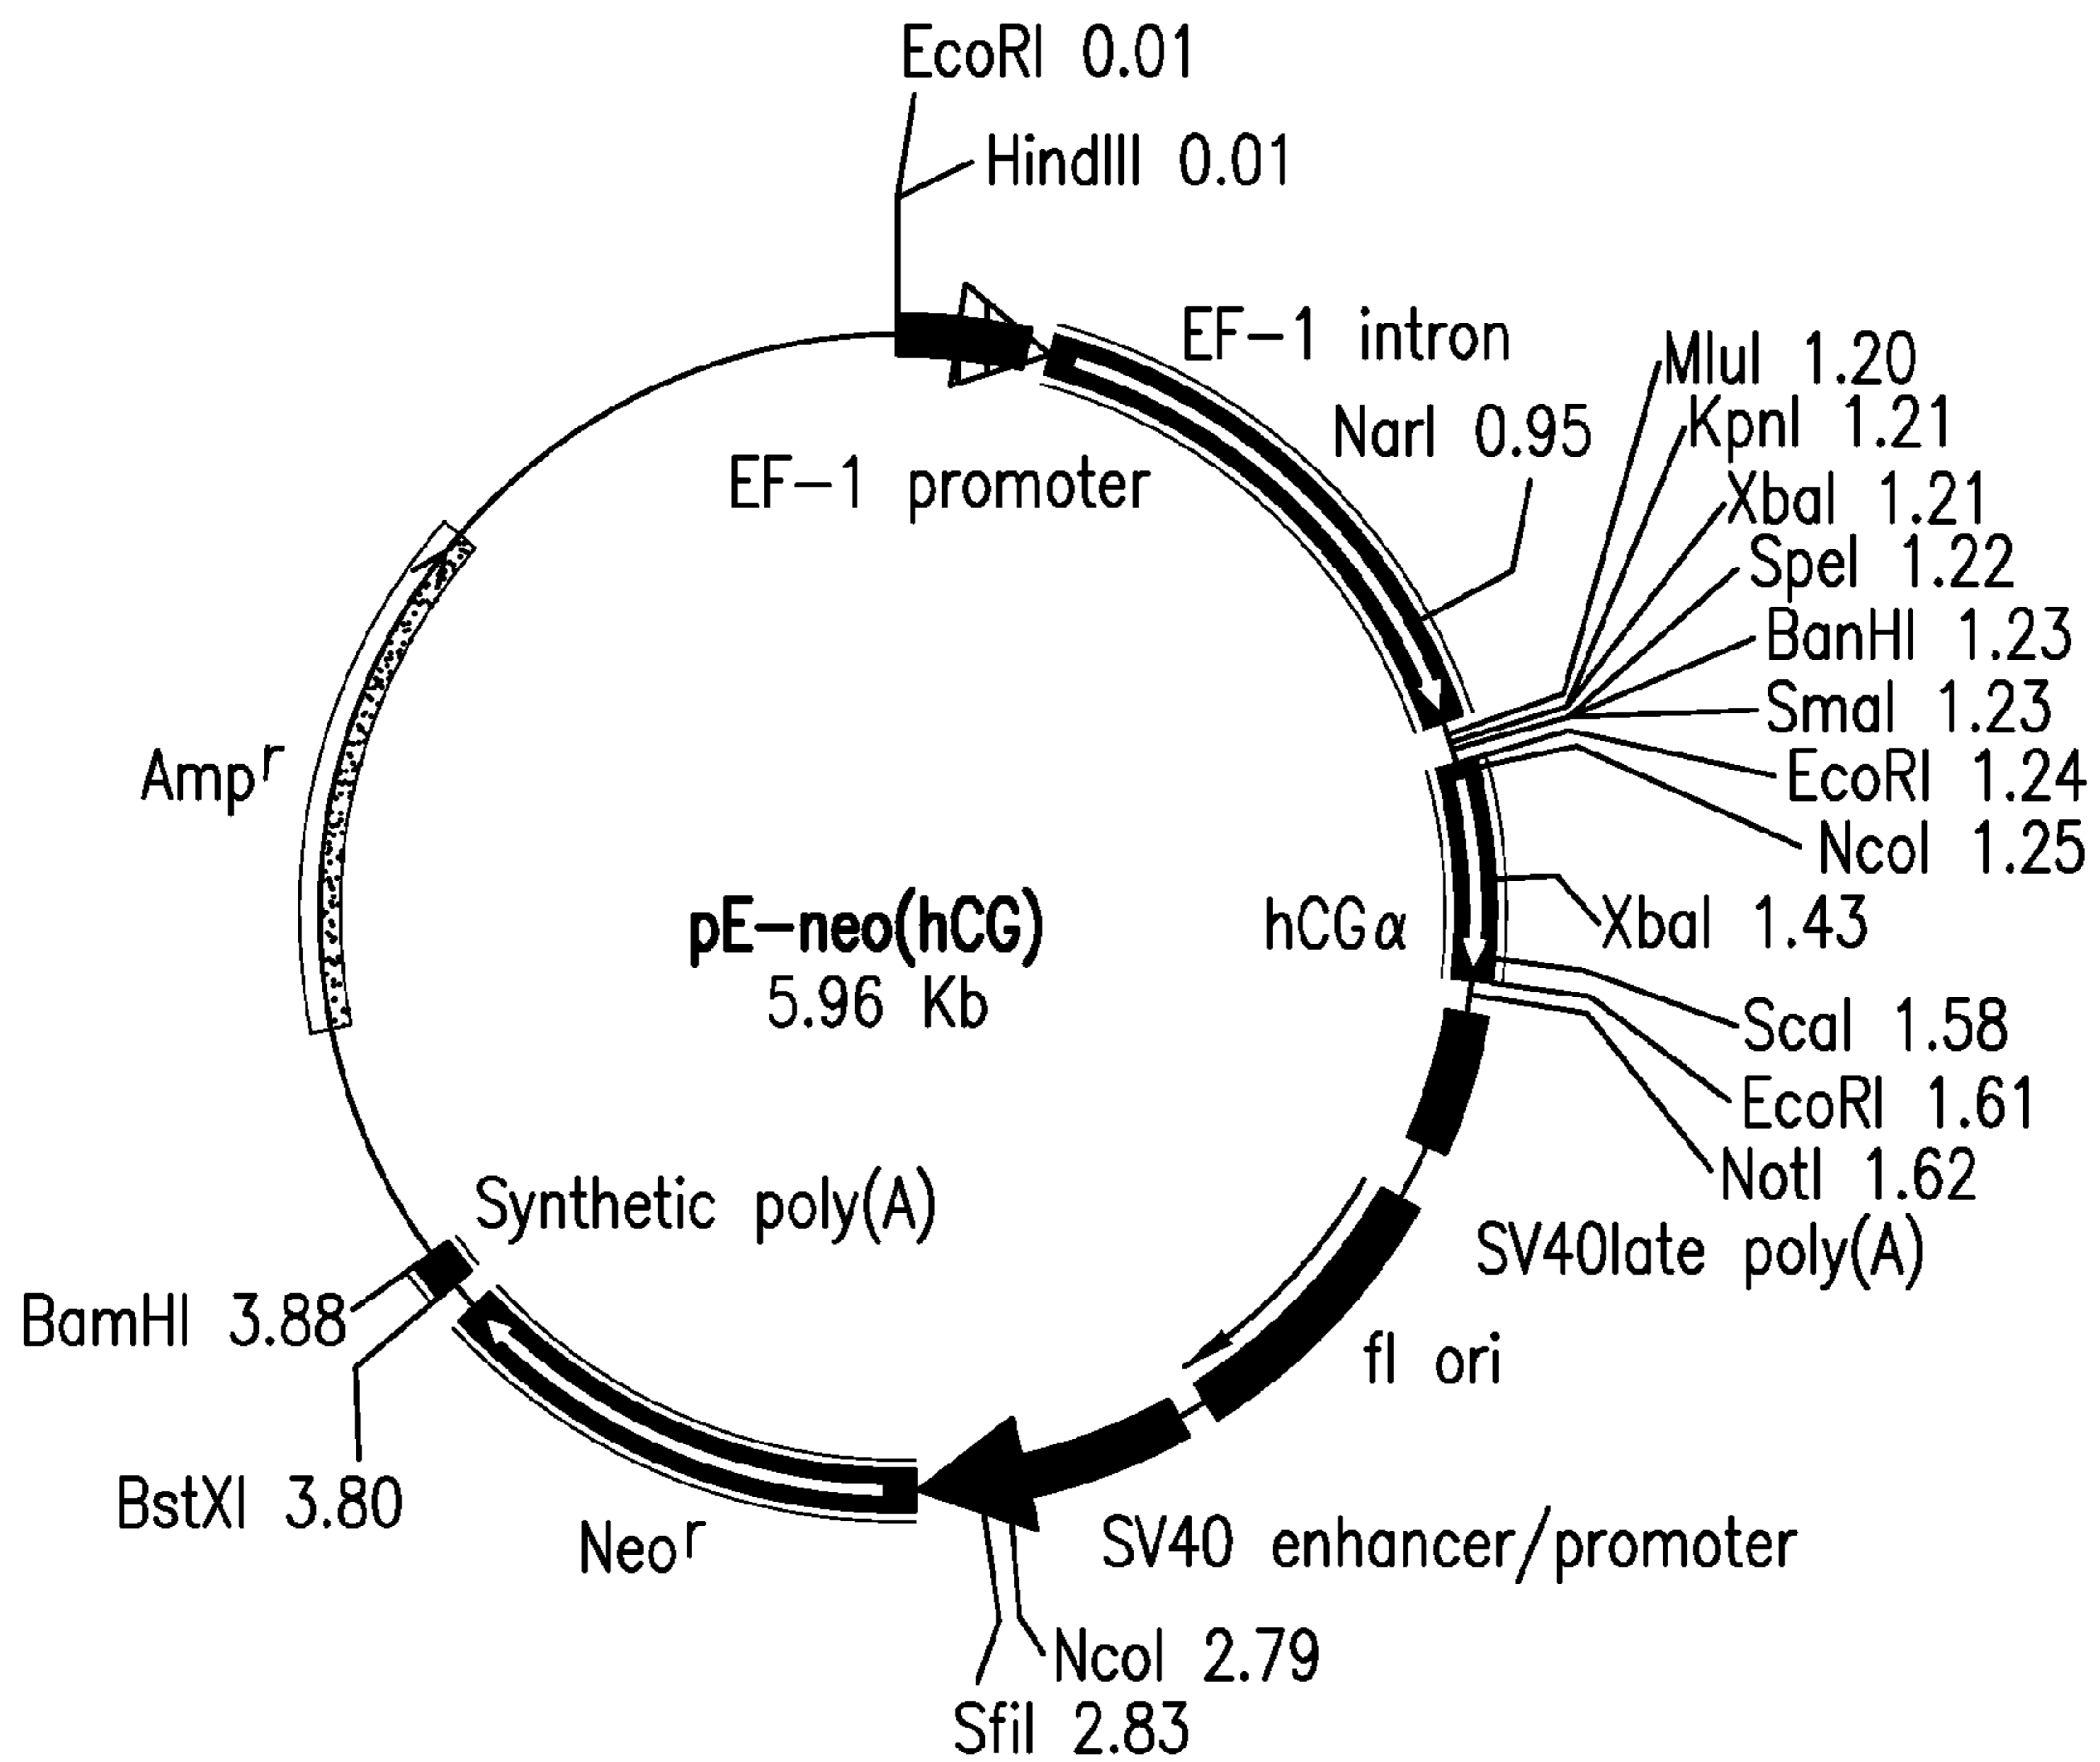 EcoRI 0.01
HindIII 0.01
EF-1 intron
NarI 0.95
EF-1 promoter
MluI 1.20
KpnI 1.21
XbaI 1.21
SpeI 1.22
BanHI 1.23
SmaI 1.23
EcoRI 1.24
NcoI 1.25
XbaI 1.43
hCGα
ScaI 1.58
EcoRI 1.61
NotI 1.62
SV40late poly(A)
fI ori
SV40 enhancer/promoter
NcoI 2.79
SfiI 2.83
Neoʳ
BstXI 3.80
BamHI 3.88
Synthetic poly(A)
Ampʳ
pE-neo(hCG)
5.96 Kb